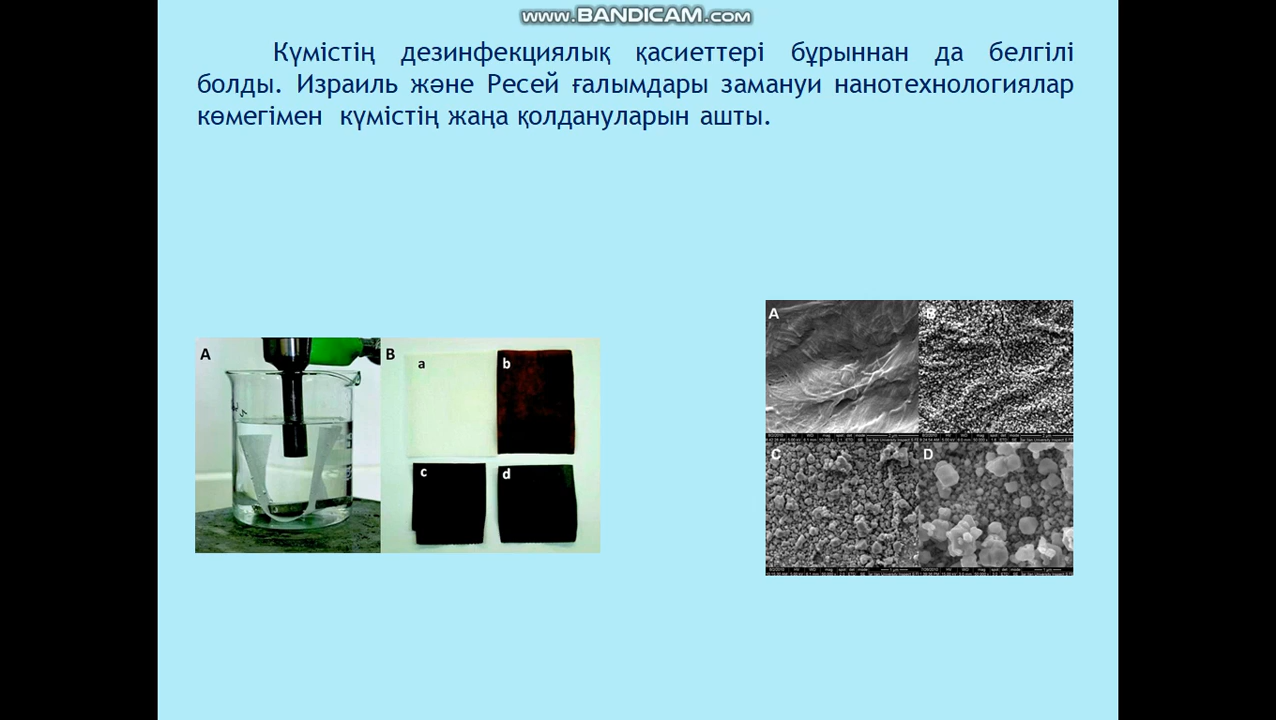 WWW.BANDICAM.COM
Күмістің дезинфекциялық қасиеттері бұрыннан да белгілі
болды. Израиль және Ресей ғалымдары заманауи нанотехнологиялар
көмегімен күмістің жаңа қолдануларын ашты.
A
B
a
b
c
d
A
B
C
D